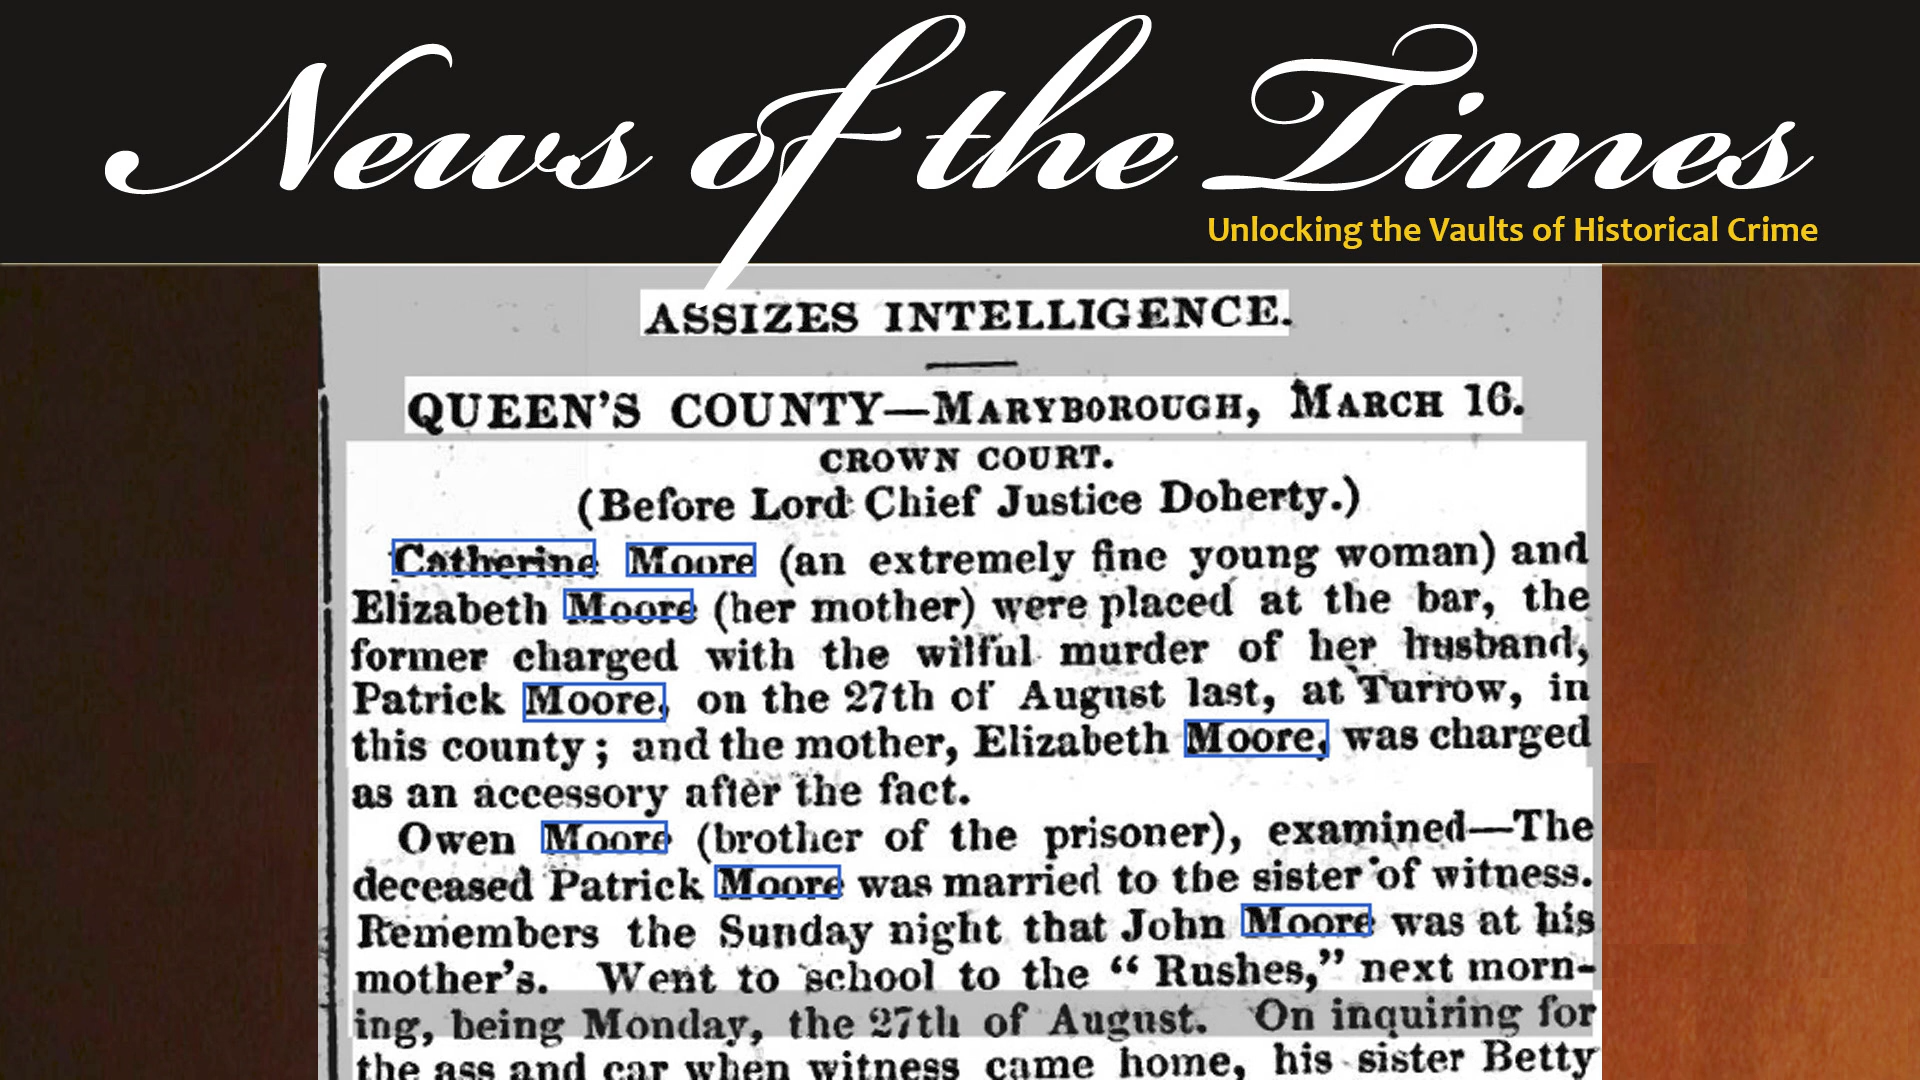 News of the Times
Unlocking the Vaults of Historical Crime
ASSIZES INTELLIGENCE.
QUEEN'S COUNTY—MARYBOROUGH, MARCH 16.
CROWN COURT.
(Before Lord Chief Justice Doherty.)
Catherine Moore (an extremely fine young woman) and
Elizabeth Moore (her mother) were placed at the bar, the
former charged with the wilful murder of her husband,
Patrick Moore, on the 27th of August last, at Turrow, in
this county; and the mother, Elizabeth Moore, was charged
as an accessory after the fact.
Owen Moore (brother of the prisoner), examined—The
deceased Patrick Moore was married to the sister of witness.
Remembers the Sunday night that John Moore was at his
mother's. Went to school to the “Rushes,” next morn-
ing, being Monday, the 27th of August. On inquiring for
the ass and car when witness came home, his sister Betty